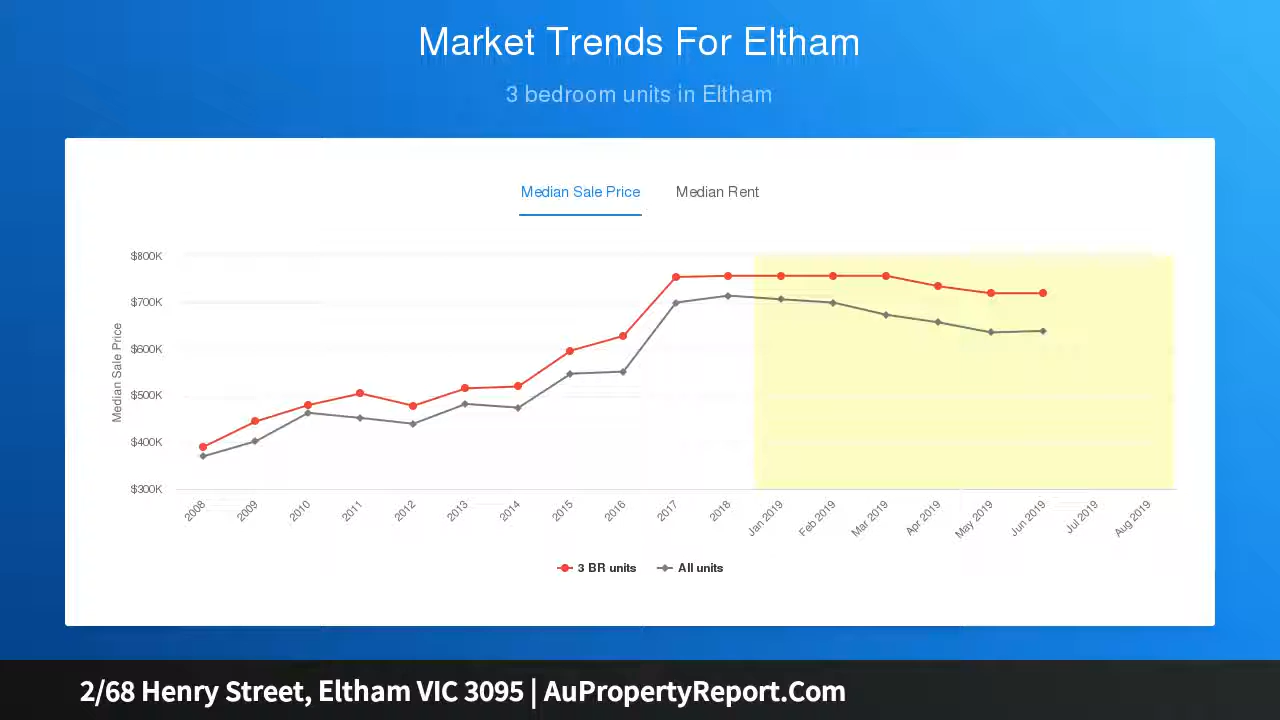 Market Trends For Eltham
3 bedroom units in Eltham
Median Sale Price Median Rent
$800K
$700K
$600K
$500K
$400K
$300K
Median Sale Price
2008 2009 2010 2011 2012 2013 2014 2015 2016 2017 2018 Jan 2019 Feb 2019 Mar 2019 Apr 2019 May 2019 Jun 2019 Jul 2019 Aug 2019
3 BR units All units
2/68 Henry Street, Eltham VIC 3095 | AuPropertyReport.Com